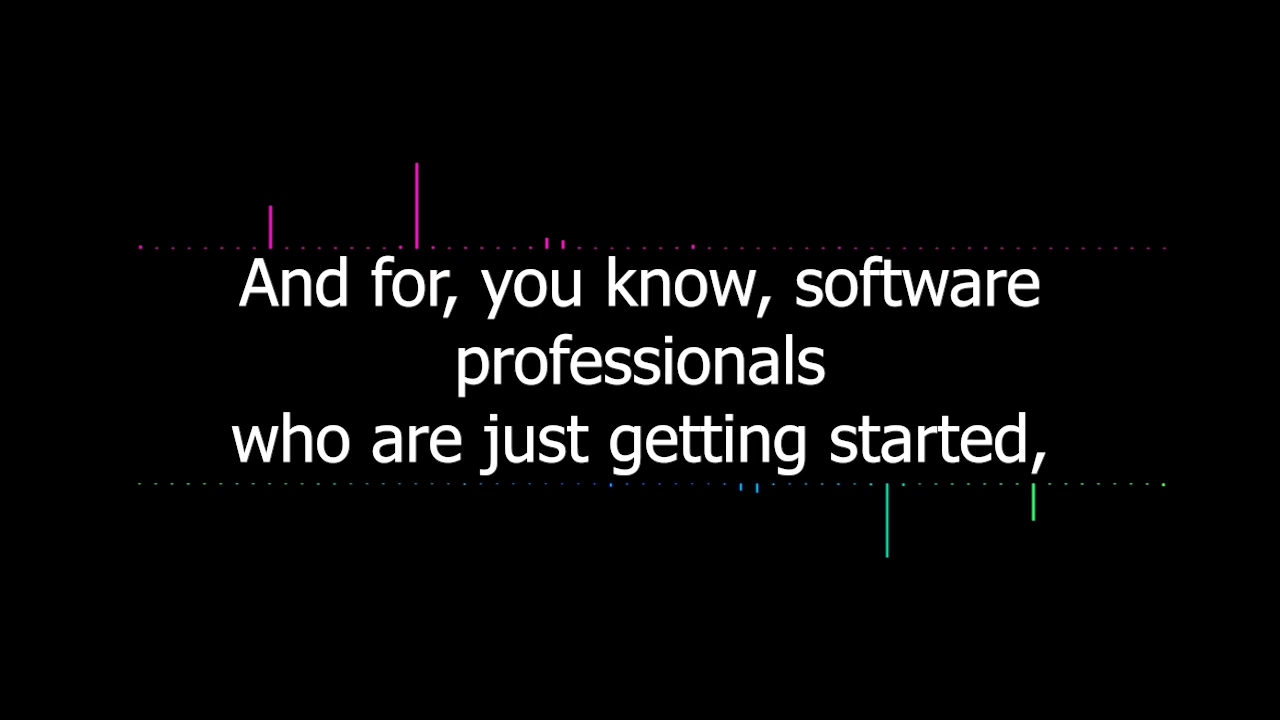 And for, you know, software
professionals
who are just getting started,